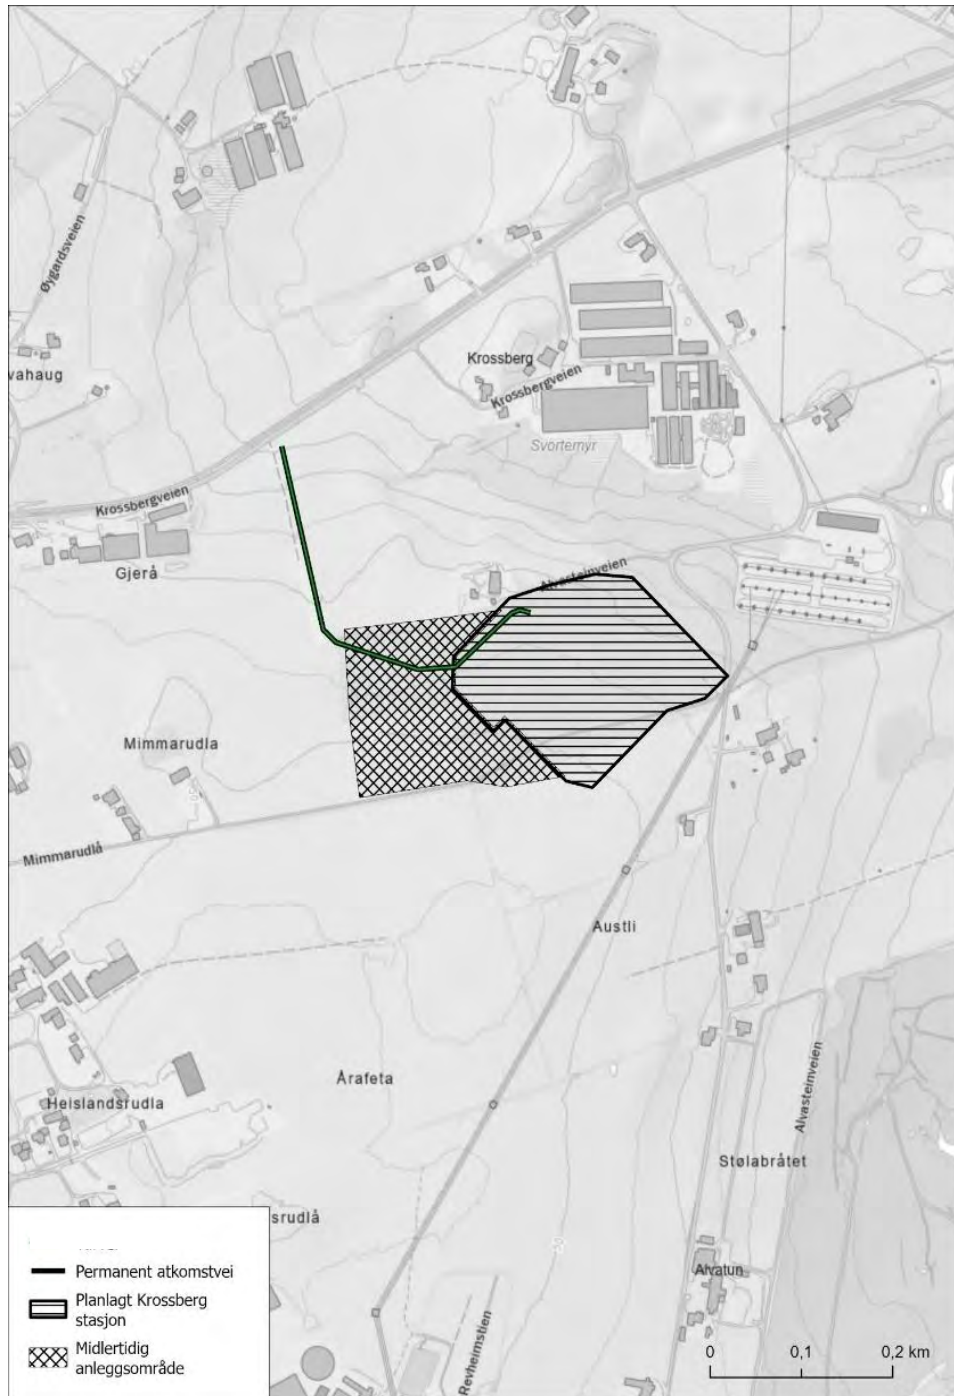 Øygardsveien
vahaug
Krossberg
Krossbergveien
Svortemyr
Krossbergveien
Gjerå
Alvasteinveien
Mimmarudla
Mimmarudlå
Austli
Årafeta
Heislandsrudla
Alvasteinveien
Stølabråtet
srudlå
Alvatun
Revheimstien
Permanent atkomstvei
Planlagt Krossberg
stasjon
Midlertidig
anleggsområde
0 0,1 0,2 km